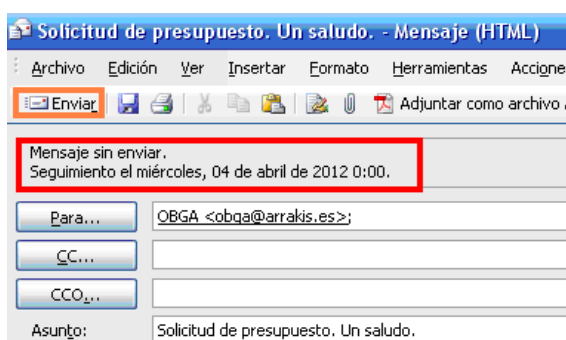 Solicitud de presupuesto. Un saludo. - Mensaje (HTML)
Archivo Edición Ver Insertar Formato Herramientas Accione
Enviar Adjuntar como archivo
Mensaje sin enviar.
Seguimiento el miércoles, 04 de abril de 2012 0:00.
Para... OBGA <obga@arrakis.es>;
CC...
CCO...
Asunto: Solicitud de presupuesto. Un saludo.